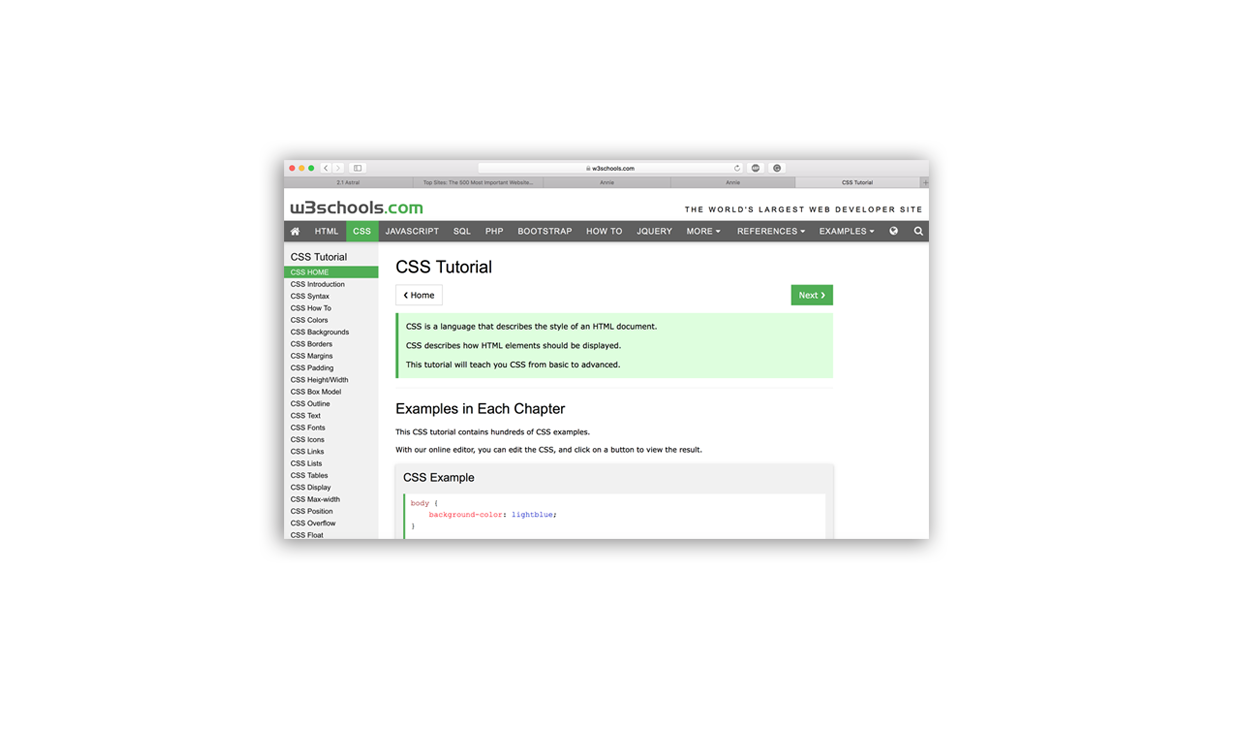 w3schools.com
2.1 Astral
Top Sites: The 500 Most Important Website...
Annie
Annie
CSS Tutorial
w3schools.com
THE WORLD'S LARGEST WEB DEVELOPER SITE
HTML CSS JAVASCRIPT SQL PHP BOOTSTRAP HOW TO JQUERY MORE REFERENCES EXAMPLES
CSS Tutorial
CSS HOME
CSS Introduction
CSS Syntax
CSS How To
CSS Colors
CSS Backgrounds
CSS Borders
CSS Margins
CSS Padding
CSS Height/Width
CSS Box Model
CSS Outline
CSS Text
CSS Fonts
CSS Icons
CSS Links
CSS Lists
CSS Tables
CSS Display
CSS Max-width
CSS Position
CSS Overflow
CSS Float
CSS Tutorial
❮ Home
Next ❯
CSS is a language that describes the style of an HTML document.
CSS describes how HTML elements should be displayed.
This tutorial will teach you CSS from basic to advanced.
Examples in Each Chapter
This CSS tutorial contains hundreds of CSS examples.
With our online editor, you can edit the CSS, and click on a button to view the result.
CSS Example
body {
    background-color: lightblue;
}